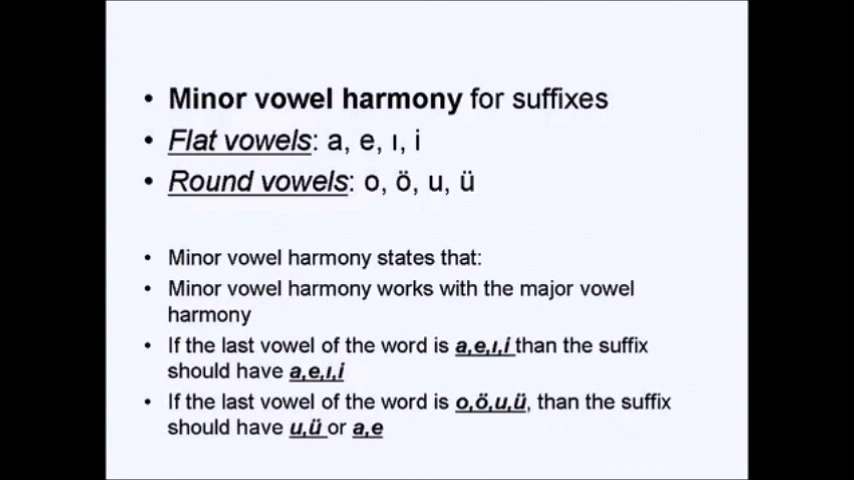 • Minor vowel harmony for suffixes
• Flat vowels: a, e, ı, i
• Round vowels: o, ö, u, ü
• Minor vowel harmony states that:
• Minor vowel harmony works with the major vowel
harmony
• If the last vowel of the word is a,e,ı,i than the suffix
should have a,e,ı,i
• If the last vowel of the word is o,ö,u,ü, than the suffix
should have u,ü or a,e